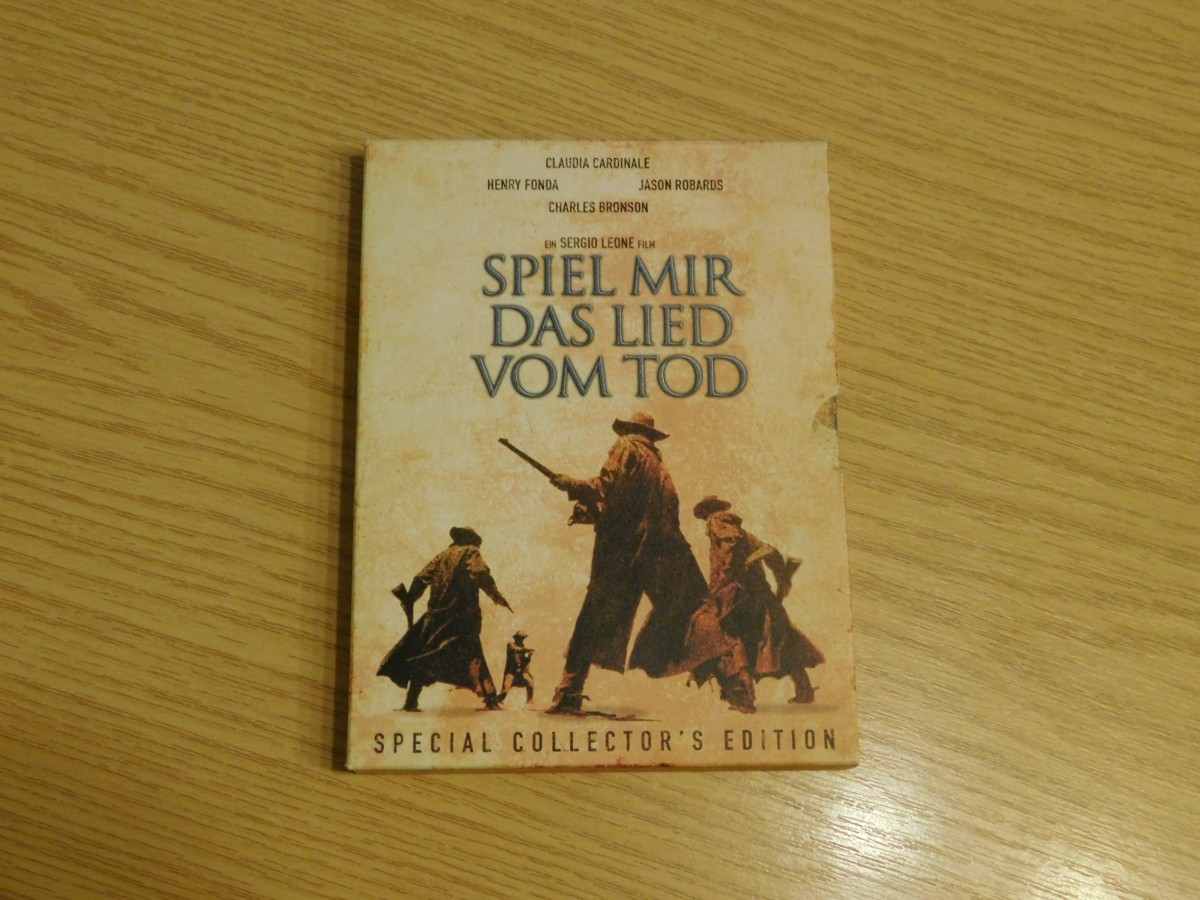 CLAUDIA CARDINALE
HENRY FONDA JASON ROBARDS
CHARLES BRONSON
EIN SERGIO LEONE FILM
SPIEL MIR
DAS LIED
VOM TOD
SPECIAL COLLECTOR'S EDITION